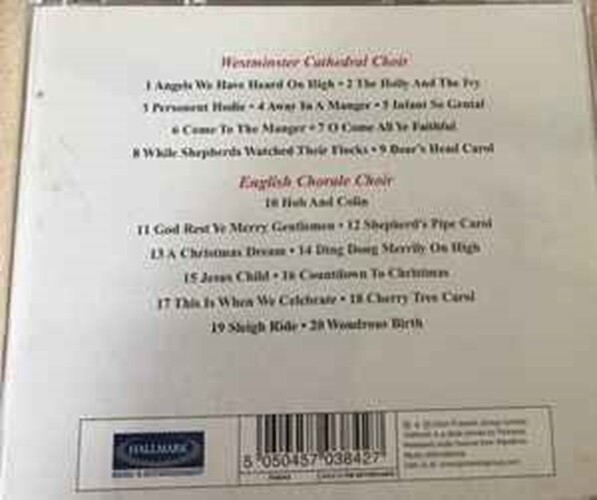 Westminster Cathedral Choir
1 Angels We Have Heard On High • 2 The Holly And The Ivy
3 Personent Hodie • 4 Away In A Manger • 5 Infant So Genial
6 Come To The Manger • 7 O Come All Ye Faithful
8 While Shepherds Watched Their Flocks • 9 Boar's Head Carol
English Chorale Choir
10 Hob And Colin
11 God Rest Ye Merry Gentlemen • 12 Shepherd's Pipe Carol
13 A Christmas Dream • 14 Ding Dong Merrily On High
15 Jesus Child • 16 Countdown To Christmas
17 This Is When We Celebrate • 18 Cherry Tree Carol
19 Sleigh Ride • 20 Wondrous Birth
HALLMARK
5 050457 038427